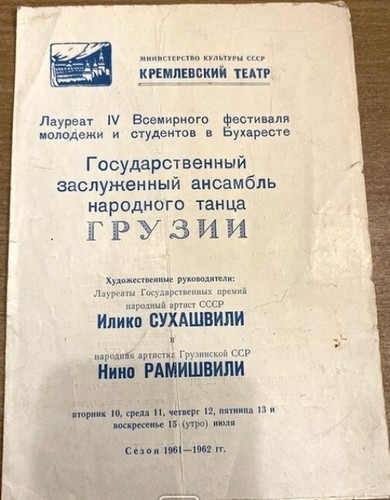 МИНИСТЕРСТВО КУЛЬТУРЫ СССР
КРЕМЛЕВСКИЙ ТЕАТР
Лауреат IV Всемирного фестиваля
молодежи и студентов в Бухаресте
Государственный
заслуженный ансамбль
народного танца
ГРУЗИИ
Художественные руководители:
Лауреаты Государственных премий
народный артист СССР
Илико СУХАШВИЛИ
и
народная артистка Грузинской ССР
Нино РАМИШВИЛИ
вторник 10, среда 11, четверг 12, пятница 13 и
воскресенье 15 (утро) июля
Сезон 1961—1962 гг.